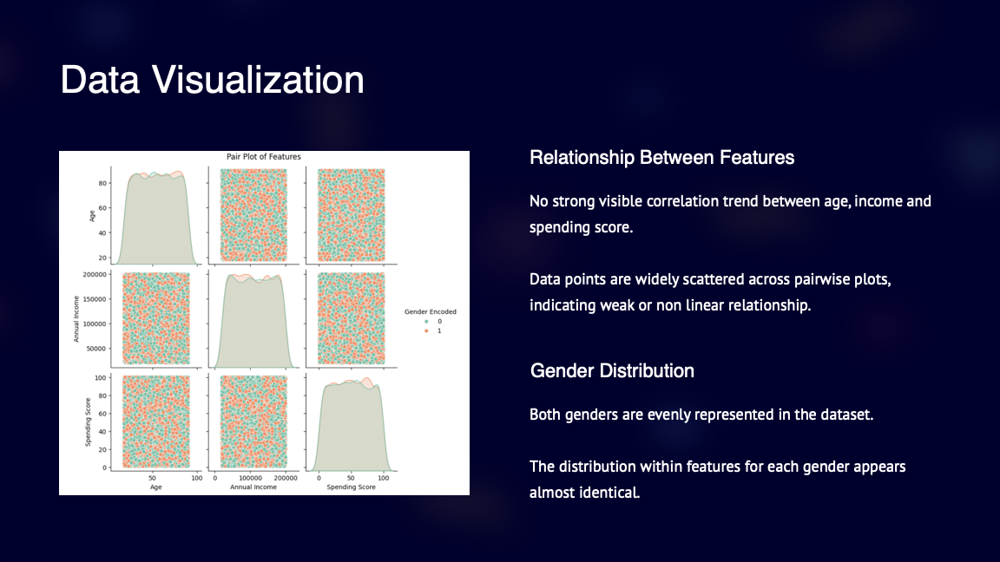 Data Visualization
Pair Plot of Features
80
60
40
20
Age
200000
150000
100000
50000
Annual Income
100
80
60
40
20
0
Spending Score
50
100
Age
0
100000
200000
Annual Income
0
50
100
Spending Score
Gender Encoded
0
1
Relationship Between Features
No strong visible correlation trend between age, income and
spending score.
Data points are widely scattered across pairwise plots,
indicating weak or non linear relationship.
Gender Distribution
Both genders are evenly represented in the dataset.
The distribution within features for each gender appears
almost identical.